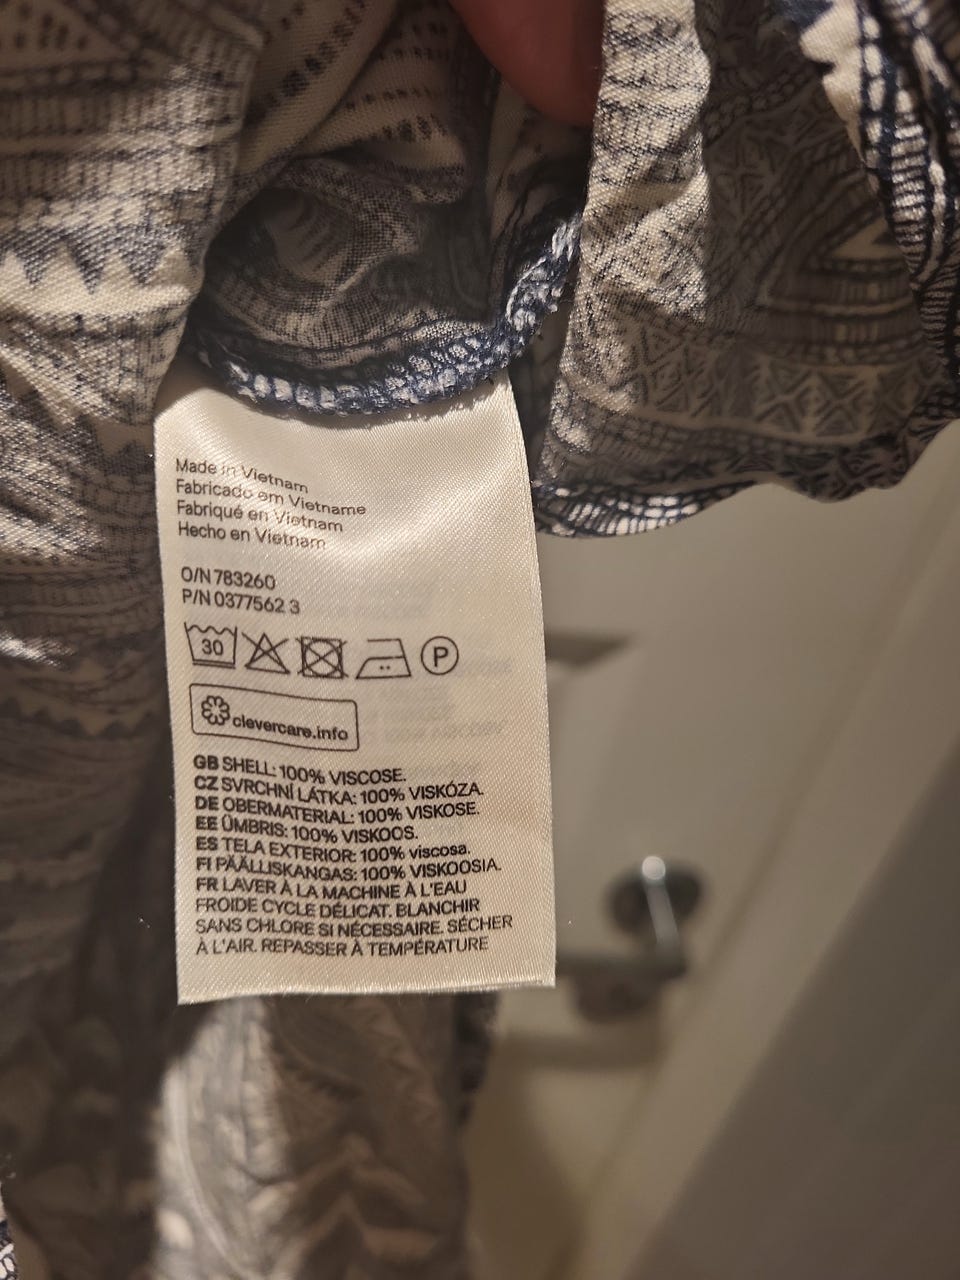 Made in Vietnam
Fabricado em Vietname
Fabriqué en Vietnam
Hecho en Vietnam
O/N 783260
P/N 0377562 3
30
P
clevercare.info
GB SHELL: 100% VISCOSE.
CZ SVRCHNÍ LÁTKA: 100% VISKÓZA.
DE OBERMATERIAL: 100% VISKOSE.
EE ÜMBRIS: 100% VISKOOS.
ES TELA EXTERIOR: 100% viscosa.
FI PÄÄLLISKANGAS: 100% VISKOOSIA.
FR LAVER À LA MACHINE À L'EAU
FROIDE CYCLE DÉLICAT. BLANCHIR
SANS CHLORE SI NÉCESSAIRE. SÉCHER
À L'AIR. REPASSER À TEMPÉRATURE